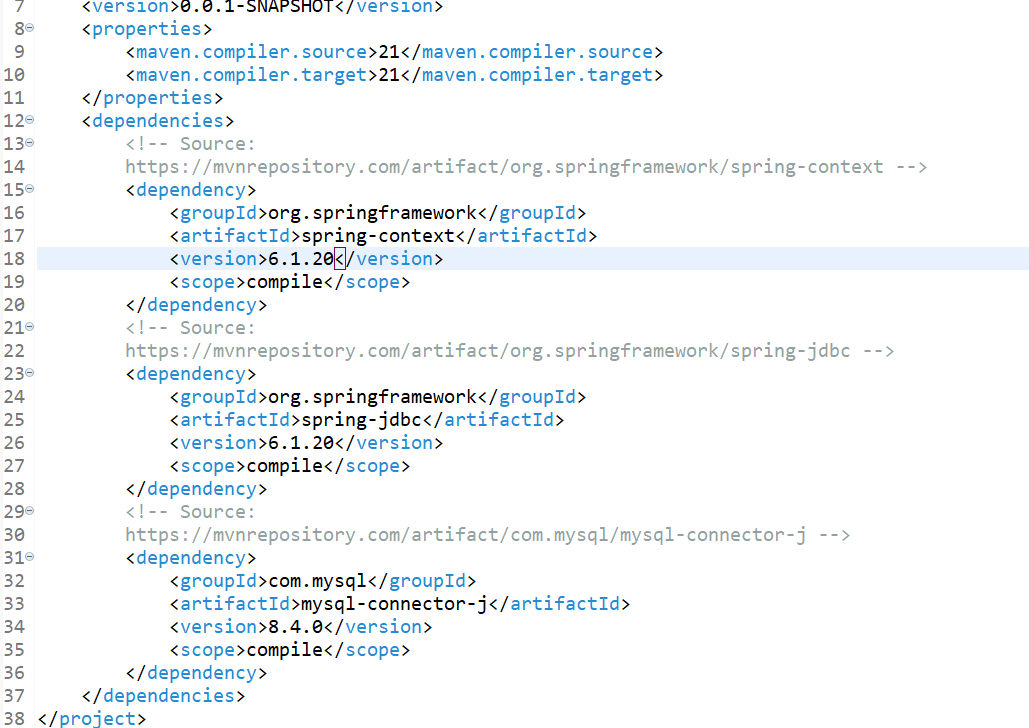 7 <version>0.0.1-SNAPSHOT</version>
8 <properties>
9 <maven.compiler.source>21</maven.compiler.source>
10 <maven.compiler.target>21</maven.compiler.target>
11 </properties>
12 <dependencies>
13 <!-- Source:
14 https://mvnrepository.com/artifact/org.springframework/spring-context -->
15 <dependency>
16 <groupId>org.springframework</groupId>
17 <artifactId>spring-context</artifactId>
18 <version>6.1.20</version>
19 <scope>compile</scope>
20 </dependency>
21 <!-- Source:
22 https://mvnrepository.com/artifact/org.springframework/spring-jdbc -->
23 <dependency>
24 <groupId>org.springframework</groupId>
25 <artifactId>spring-jdbc</artifactId>
26 <version>6.1.20</version>
27 <scope>compile</scope>
28 </dependency>
29 <!-- Source:
30 https://mvnrepository.com/artifact/com.mysql/mysql-connector-j -->
31 <dependency>
32 <groupId>com.mysql</groupId>
33 <artifactId>mysql-connector-j</artifactId>
34 <version>8.4.0</version>
35 <scope>compile</scope>
36 </dependency>
37 </dependencies>
38 </project>